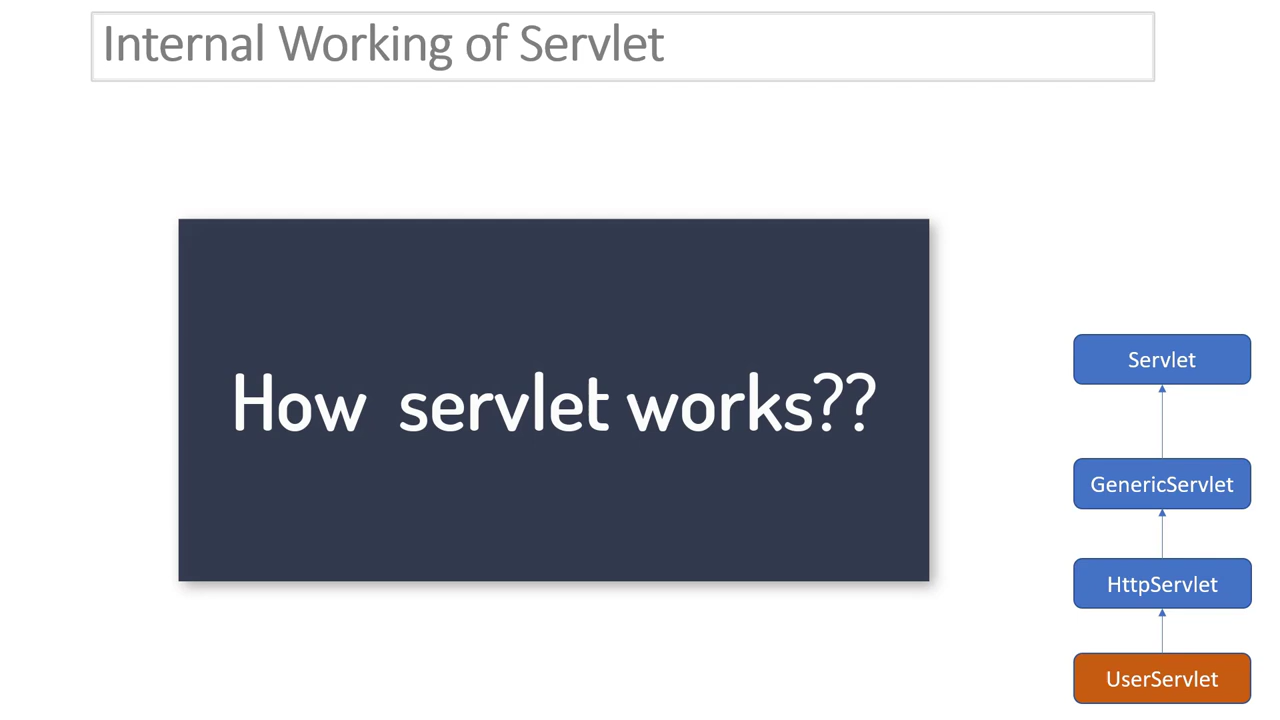 Internal Working of Servlet
How servlet works??
Servlet
GenericServlet
HttpServlet
UserServlet